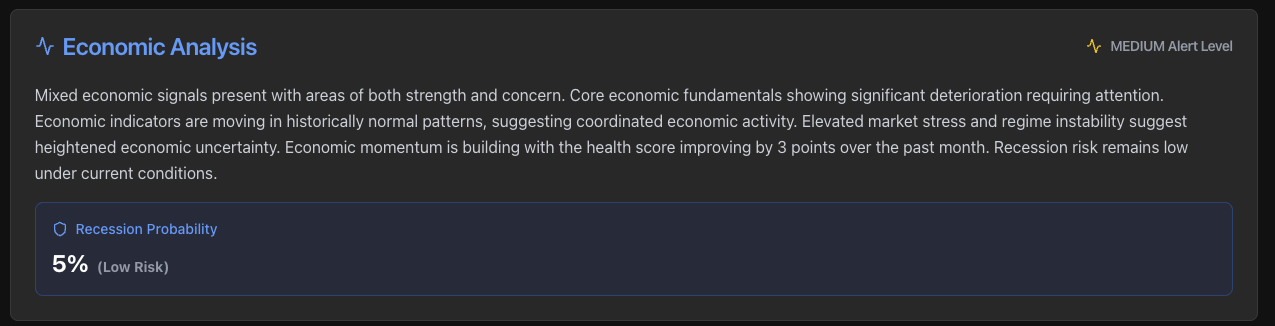 Economic Analysis
MEDIUM Alert Level
Mixed economic signals present with areas of both strength and concern. Core economic fundamentals showing significant deterioration requiring attention.
Economic indicators are moving in historically normal patterns, suggesting coordinated economic activity. Elevated market stress and regime instability suggest
heightened economic uncertainty. Economic momentum is building with the health score improving by 3 points over the past month. Recession risk remains low
under current conditions.
Recession Probability
5% (Low Risk)